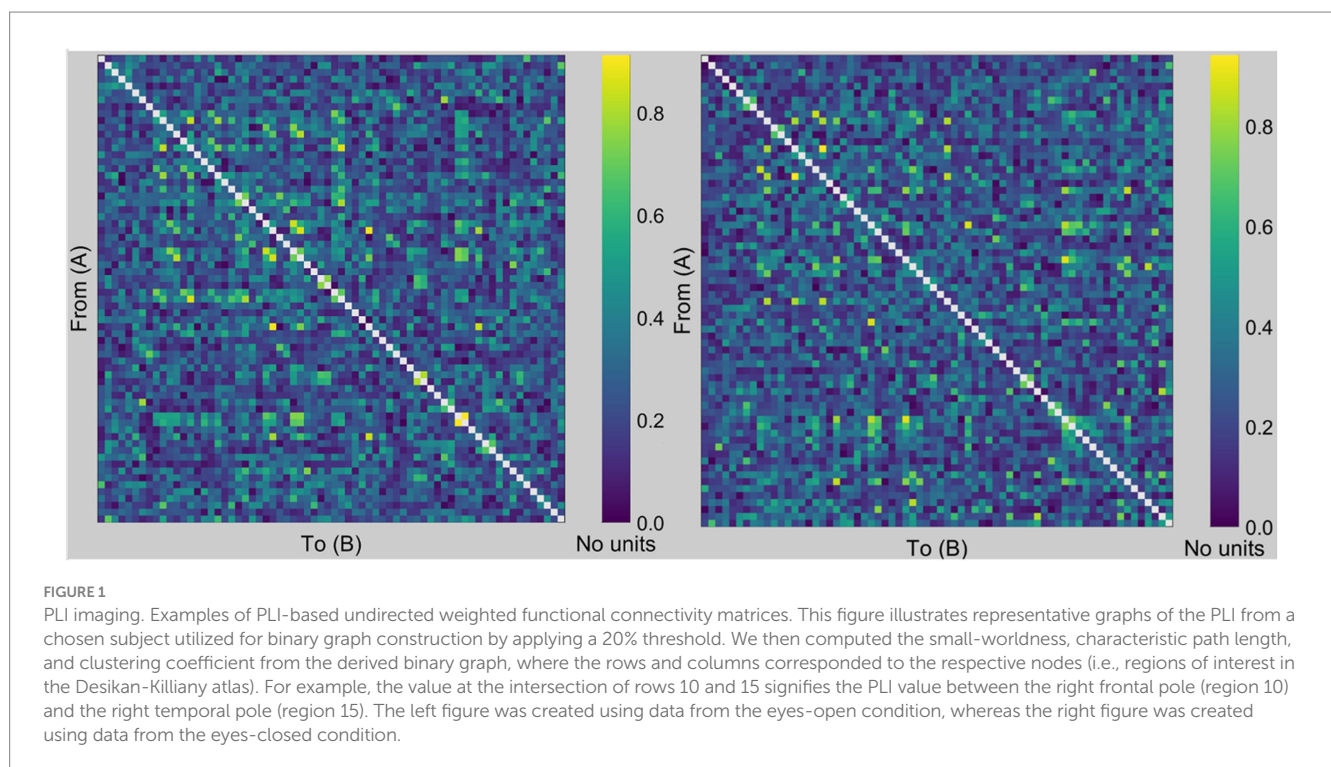 From (A)
To (B)
0.8
0.6
0.4
0.2
0.0
No units
From (A)
To (B)
0.8
0.6
0.4
0.2
0.0
No units
FIGURE 1
PLI imaging. Examples of PLI-based undirected weighted functional connectivity matrices. This figure illustrates representative graphs of the PLI from a
chosen subject utilized for binary graph construction by applying a 20% threshold. We then computed the small-worldness, characteristic path length,
and clustering coefficient from the derived binary graph, where the rows and columns corresponded to the respective nodes (i.e., regions of interest in
the Desikan-Killiany atlas). For example, the value at the intersection of rows 10 and 15 signifies the PLI value between the right frontal pole (region 10)
and the right temporal pole (region 15). The left figure was created using data from the eyes-open condition, whereas the right figure was created
using data from the eyes-closed condition.